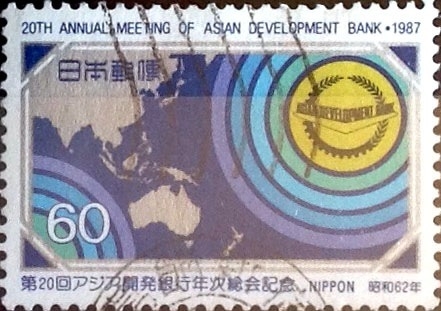 20TH ANNUAL MEETING OF ASIAN DEVELOPMENT BANK・1987
日本郵便
ASIAN DEVELOPMENT BANK
60
第20回アジア開発銀行年次総会記念 NIPPON 昭和62年